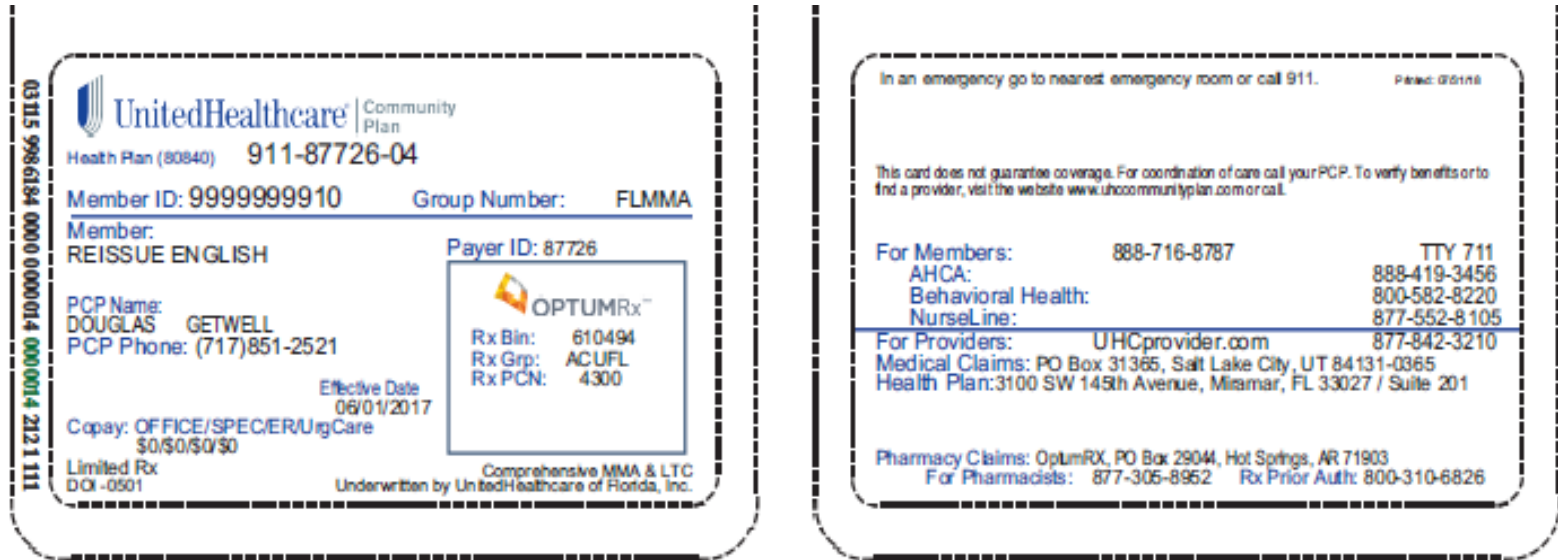 03115 9986184 0000 00000014 0000014 2121 111
UnitedHealthcare® Community Plan
Health Plan (80840) 911-87726-04
Member ID: 9999999910 Group Number: FLMMA
Member:
REISSUE ENGLISH
Payer ID: 87726
PCP Name:
DOUGLAS GETWELL
PCP Phone: (717)851-2521
OPTUMRx™
Rx Bin: 610494
Rx Grp: ACUFL
Rx PCN: 4300
Effective Date
06/01/2017
Copay: OFFICE/SPEC/ER/UrgCare
$0/$0/$0/$0
Limited Rx
DOI-0501
Comprehensive MMA & LTC
Underwritten by UnitedHealthcare of Florida, Inc.
In an emergency go to nearest emergency room or call 911. Printed:
This card does not guarantee coverage. For coordination of care call your PCP. To verify benefits or to
find a provider, visit the website www.uhccommunityplan.com or call.
For Members: 888-716-8787 TTY 711
AHCA: 888-419-3456
Behavioral Health: 800-582-8220
NurseLine: 877-552-8105
For Providers: UHCprovider.com 877-842-3210
Medical Claims: PO Box 31365, Salt Lake City, UT 84131-0365
Health Plan:3100 SW 145th Avenue, Miramar, FL 33027 / Suite 201
Pharmacy Claims: OptumRX, PO Box 29044, Hot Springs, AR 71903
For Pharmacists: 877-305-8952 Rx Prior Auth: 800-310-6826